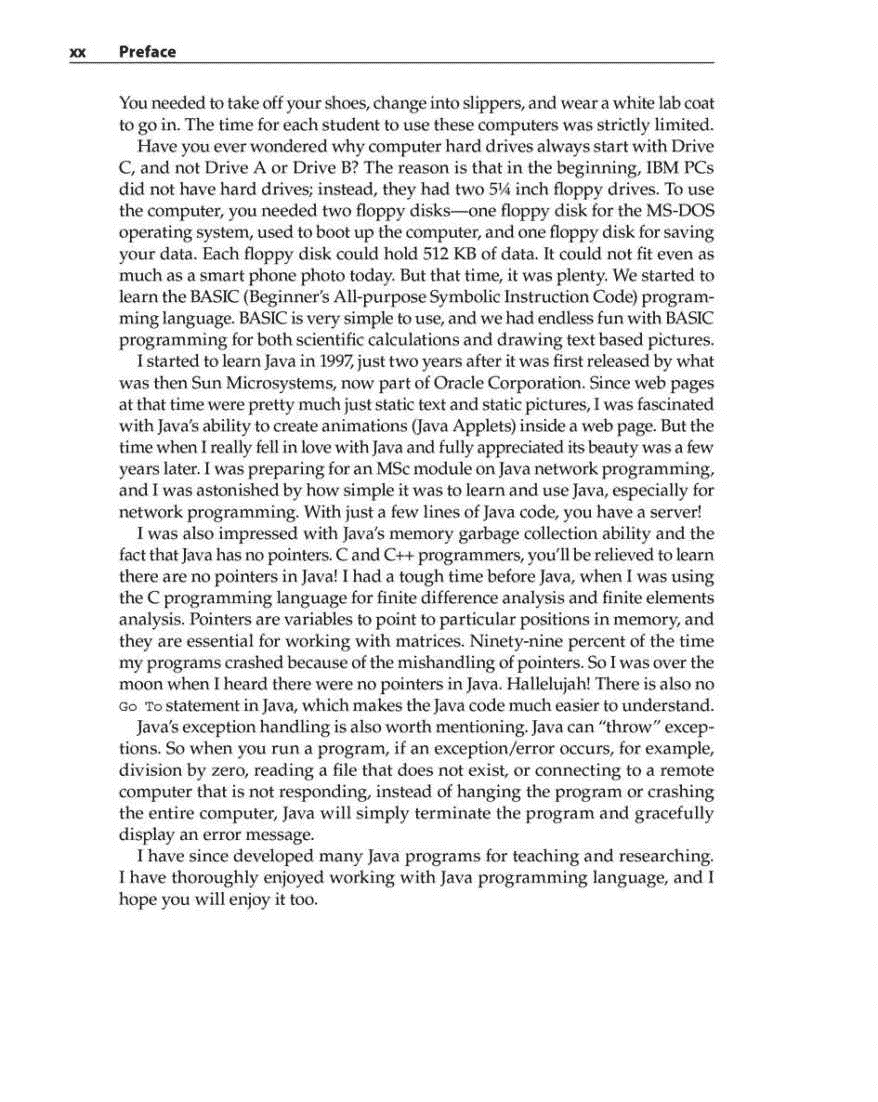 xx Preface
You needed to take off your shoes, change into slippers, and wear a white lab coat
to go in. The time for each student to use these computers was strictly limited.
Have you ever wondered why computer hard drives always start with Drive
C, and not Drive A or Drive B? The reason is that in the beginning, IBM PCs
did not have hard drives; instead, they had two 5¼ inch floppy drives. To use
the computer, you needed two floppy disks—one floppy disk for the MS-DOS
operating system, used to boot up the computer, and one floppy disk for saving
your data. Each floppy disk could hold 512 KB of data. It could not fit even as
much as a smart phone photo today. But that time, it was plenty. We started to
learn the BASIC (Beginner's All-purpose Symbolic Instruction Code) program-
ming language. BASIC is very simple to use, and we had endless fun with BASIC
programming for both scientific calculations and drawing text based pictures.
I started to learn Java in 1997, just two years after it was first released by what
was then Sun Microsystems, now part of Oracle Corporation. Since web pages
at that time were pretty much just static text and static pictures, I was fascinated
with Java's ability to create animations (Java Applets) inside a web page. But the
time when I really fell in love with Java and fully appreciated its beauty was a few
years later. I was preparing for an MSc module on Java network programming,
and I was astonished by how simple it was to learn and use Java, especially for
network programming. With just a few lines of Java code, you have a server!
I was also impressed with Java's memory garbage collection ability and the
fact that Java has no pointers. C and C++ programmers, you'll be relieved to learn
there are no pointers in Java! I had a tough time before Java, when I was using
the C programming language for finite difference analysis and finite elements
analysis. Pointers are variables to point to particular positions in memory, and
they are essential for working with matrices. Ninety-nine percent of the time
my programs crashed because of the mishandling of pointers. So I was over the
moon when I heard there were no pointers in Java. Hallelujah! There is also no
Go To statement in Java, which makes the Java code much easier to understand.
Java's exception handling is also worth mentioning. Java can "throw" excep-
tions. So when you run a program, if an exception/error occurs, for example,
division by zero, reading a file that does not exist, or connecting to a remote
computer that is not responding, instead of hanging the program or crashing
the entire computer, Java will simply terminate the program and gracefully
display an error message.
I have since developed many Java programs for teaching and researching.
I have thoroughly enjoyed working with Java programming language, and I
hope you will enjoy it too.